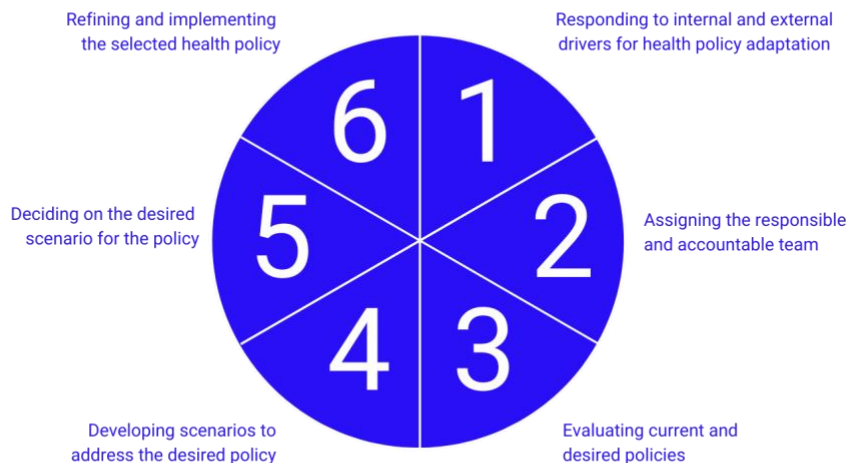 Refining and implementing
the selected health policy
Responding to internal and external
drivers for health policy adaptation
6
1
Deciding on the desired
scenario for the policy
5
2
Assigning the responsible
and accountable team
4
3
Developing scenarios to
address the desired policy
Evaluating current and
desired policies